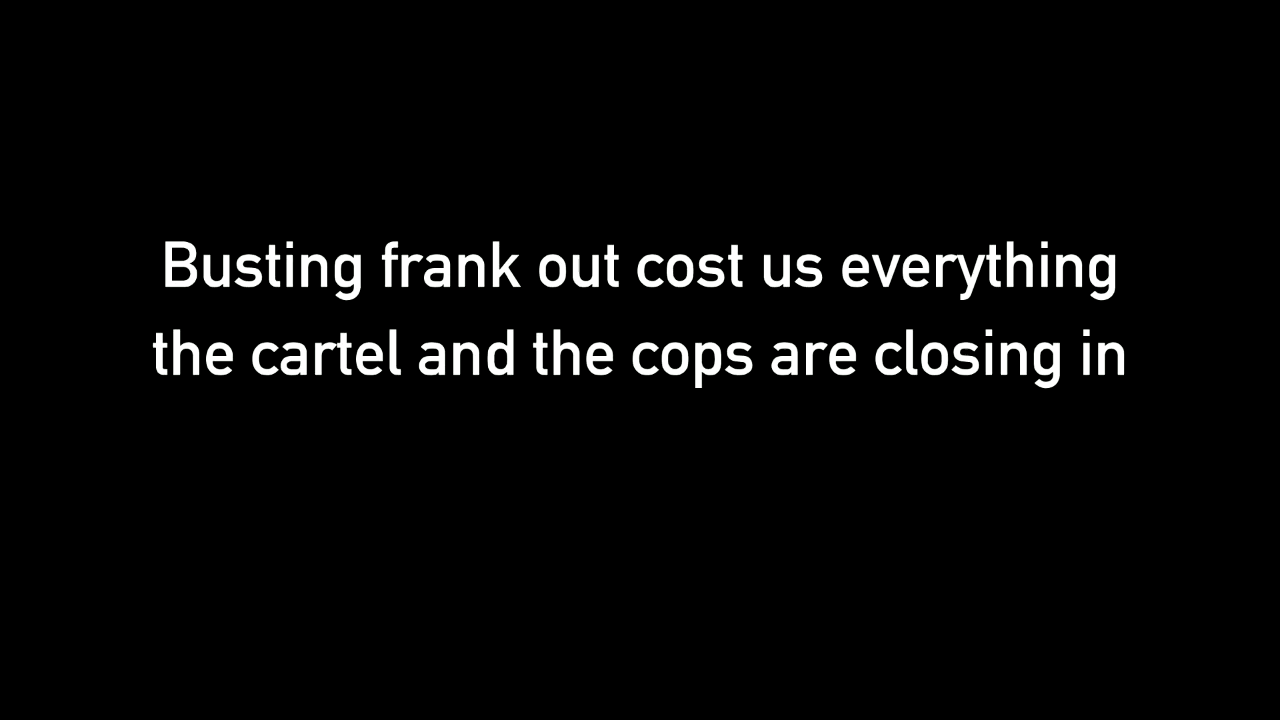 Busting frank out cost us everything
the cartel and the cops are closing in